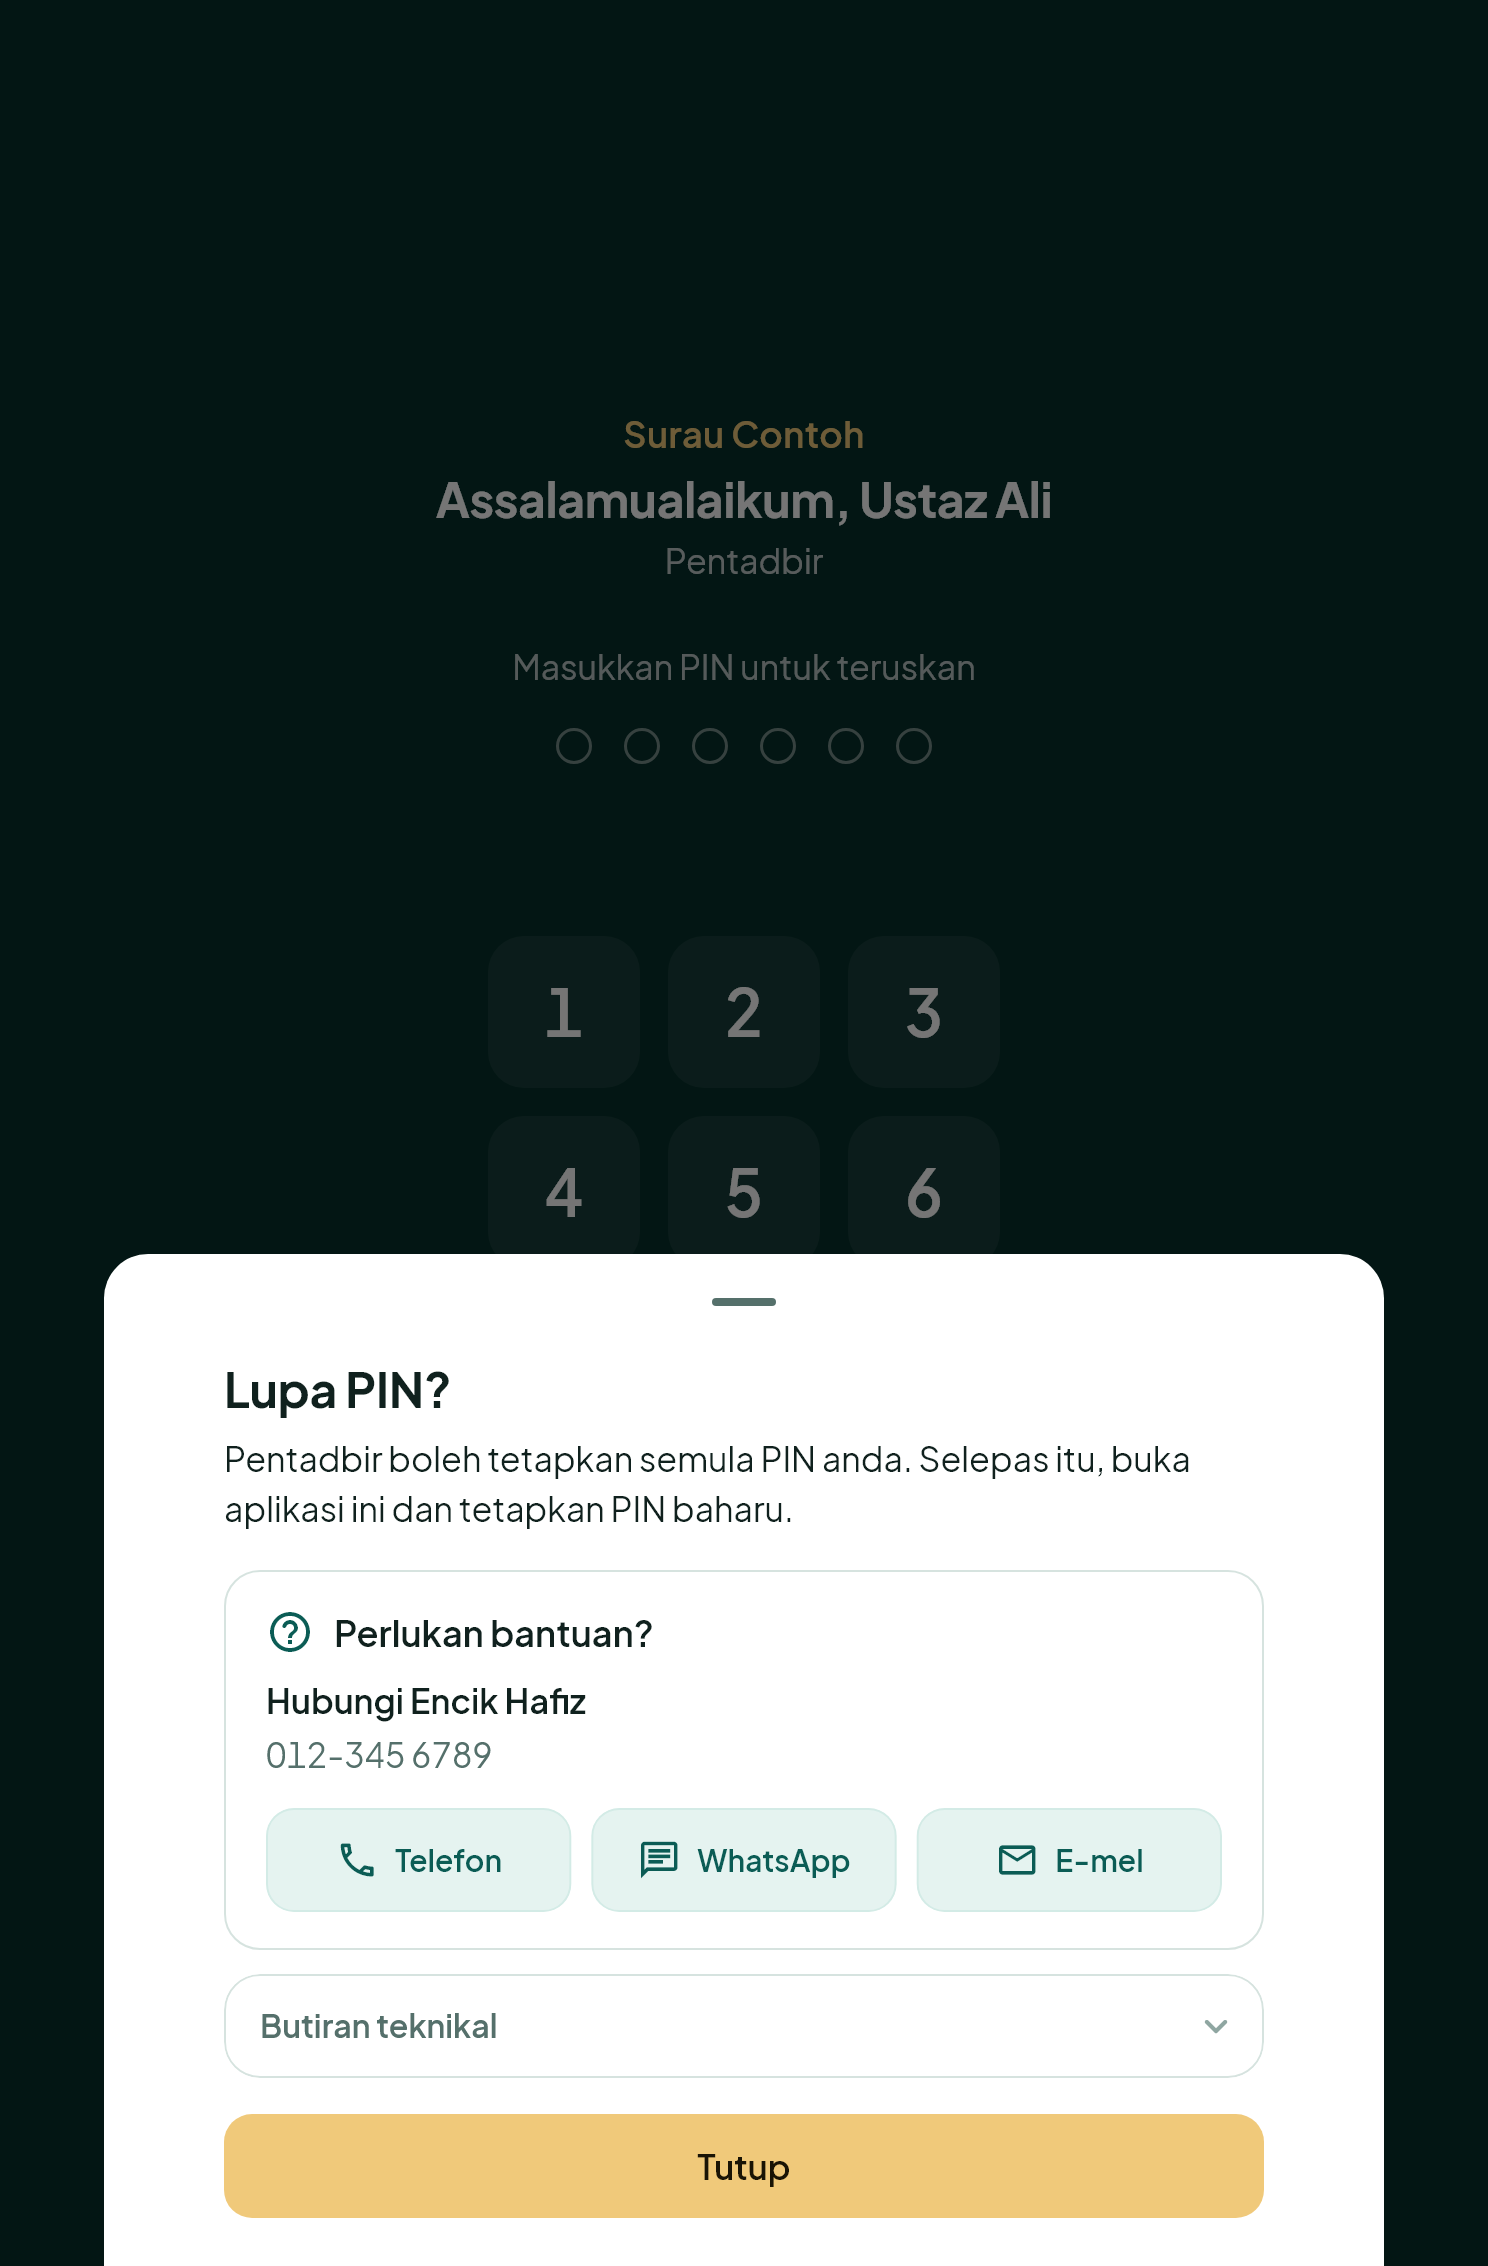 Surau Contoh
Assalamualaikum, Ustaz Ali
Pentadbir
Masukkan PIN untuk teruskan
1 2 3
4 5 6
Lupa PIN?
Pentadbir boleh tetapkan semula PIN anda. Selepas itu, buka
aplikasi ini dan tetapkan PIN baharu.
Perlukan bantuan?
Hubungi Encik Hafiz
012-345 6789
Telefon WhatsApp E-mel
Butiran teknikal
Tutup